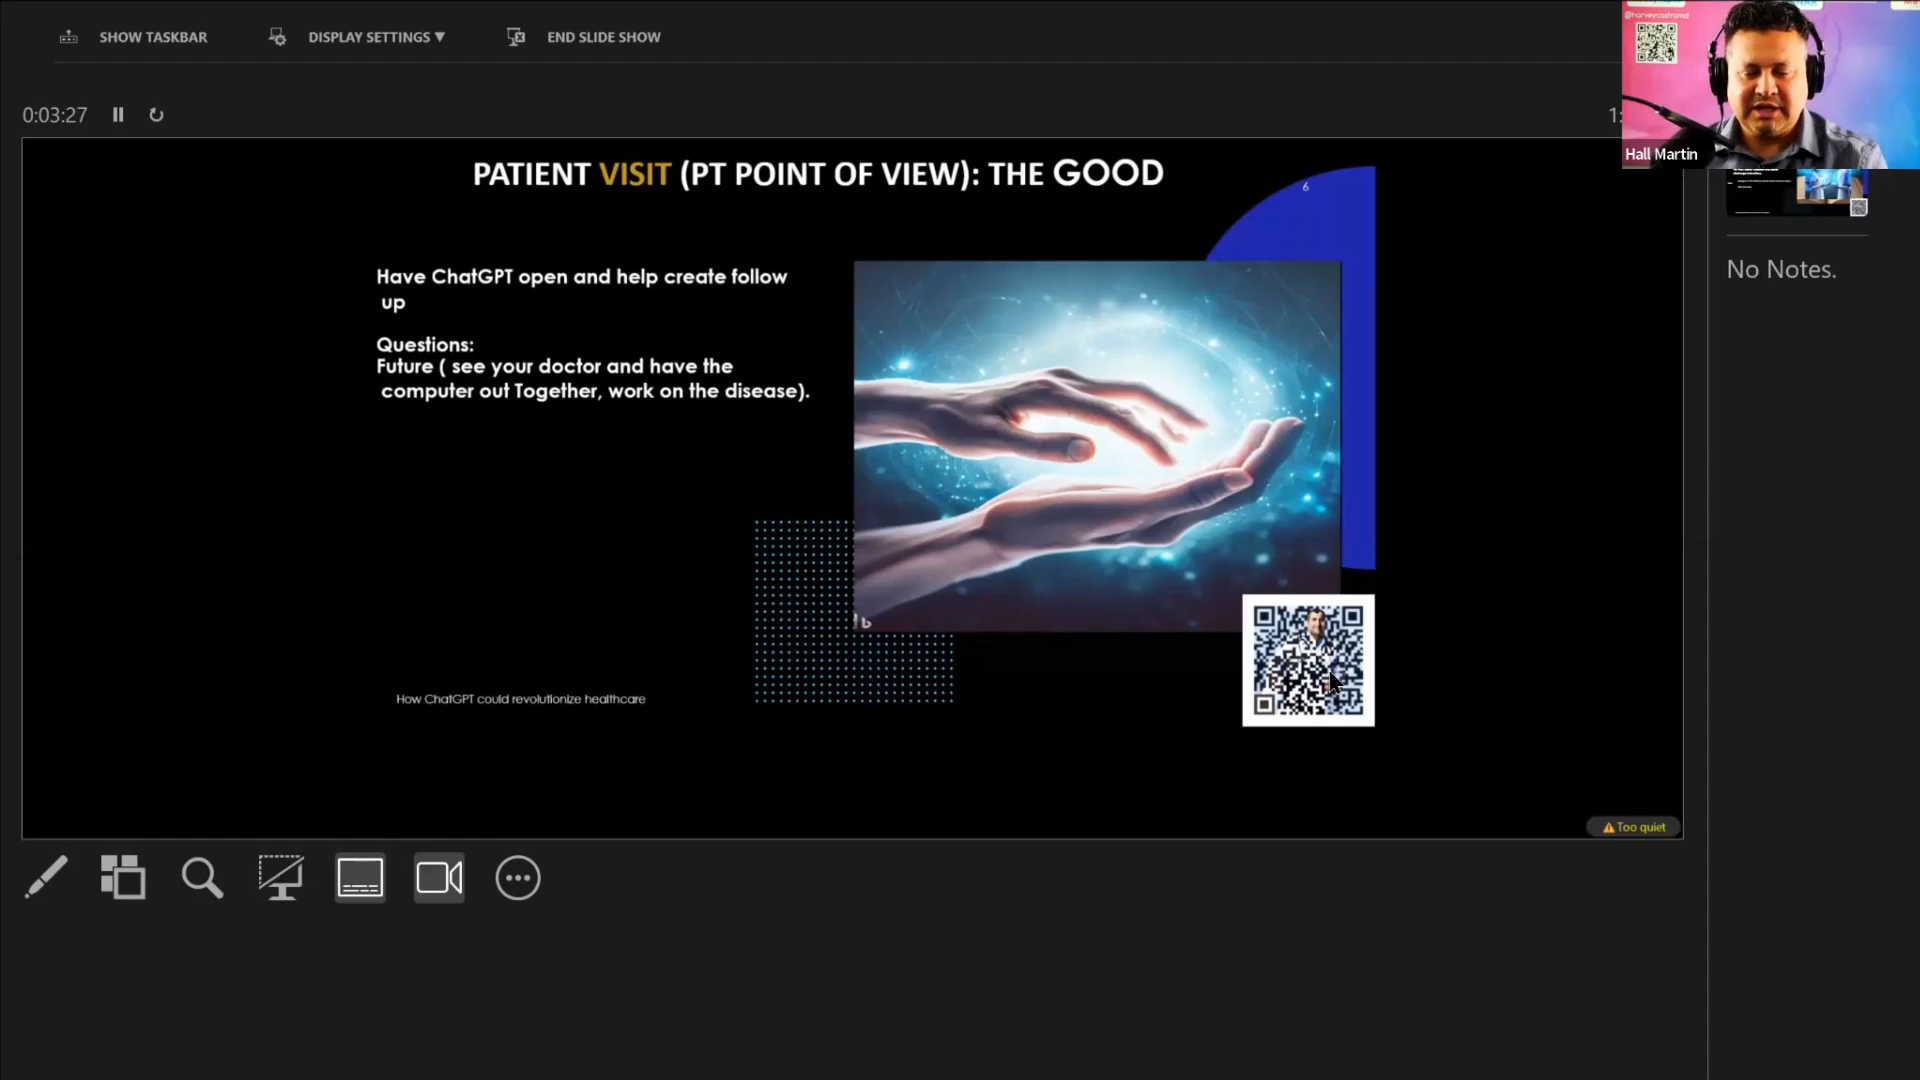 SHOW TASKBAR
DISPLAY SETTINGS ▼
END SLIDE SHOW
@harveycastromd
Hall Martin
0:03:27
PATIENT VISIT (PT POINT OF VIEW): THE GOOD
6
Have ChatGPT open and help create follow
up
Questions:
Future ( see your doctor and have the
computer out Together, work on the disease).
How ChatGPT could revolutionize healthcare
Too quiet
No Notes.